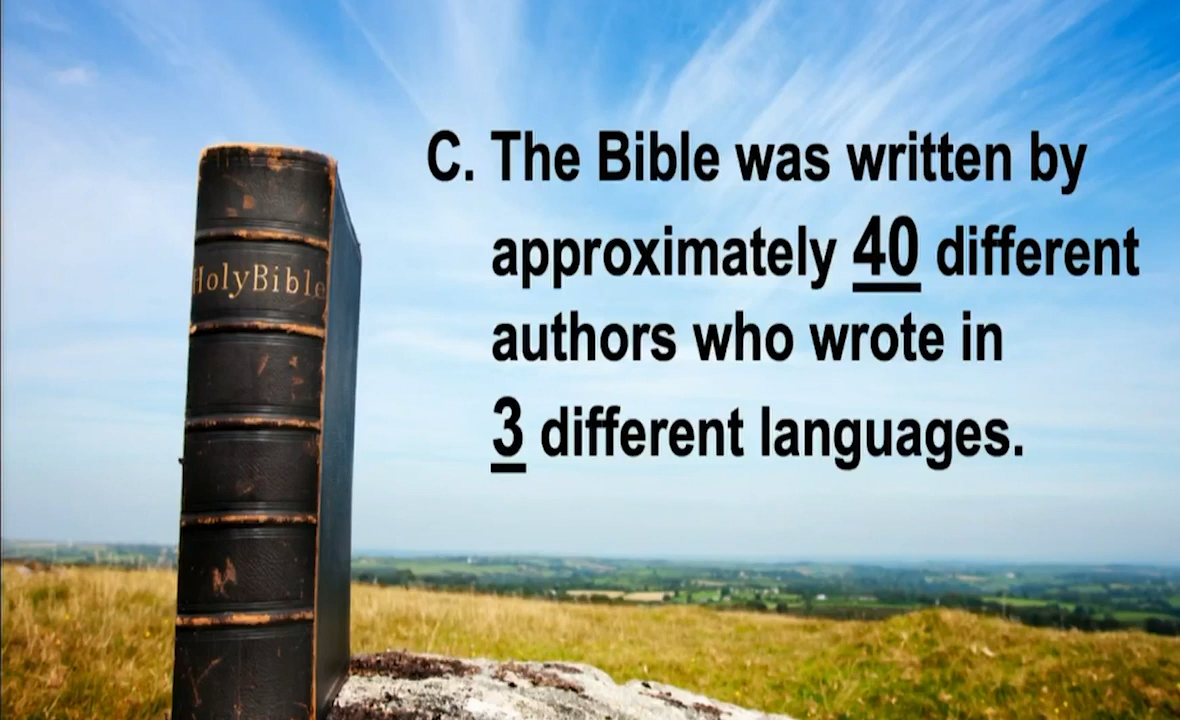 HolyBible
C. The Bible was written by
approximately 40 different
authors who wrote in
3 different languages.